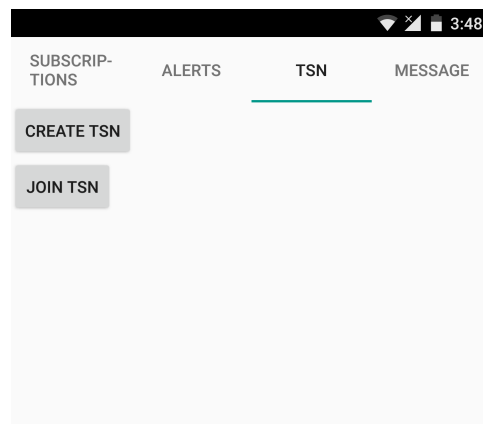 3:48
SUBSCRIP-
TIONS
ALERTS
TSN
MESSAGE
CREATE TSN
JOIN TSN